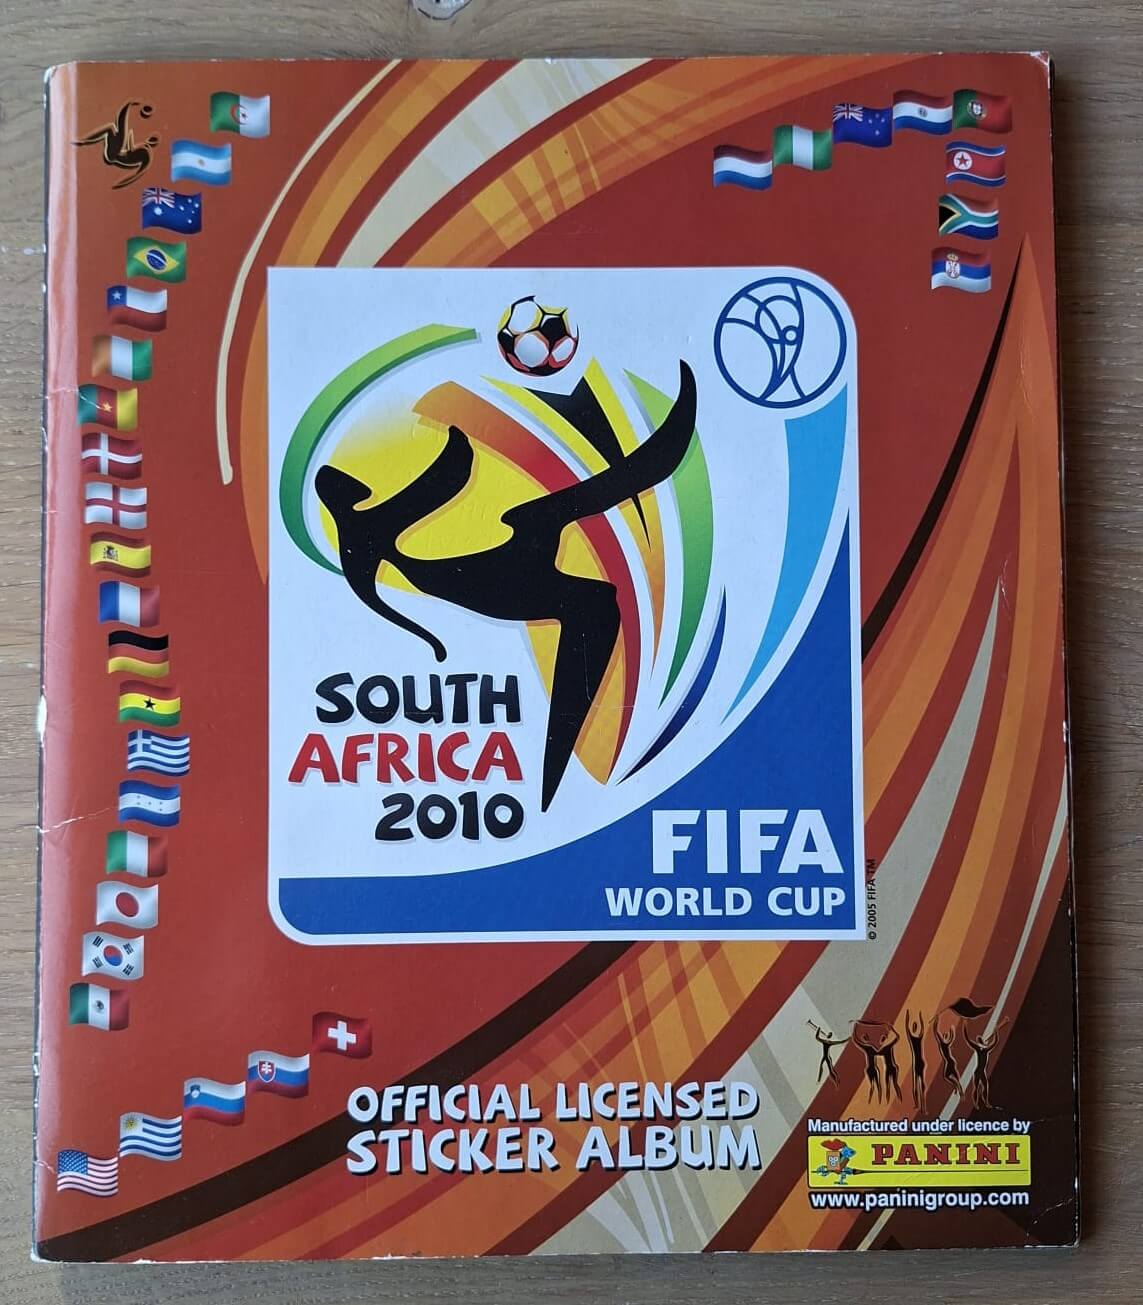 SOUTH
AFRICA
2010
FIFA
WORLD CUP
© 2005 FIFA TM
OFFICIAL LICENSED
STICKER ALBUM
Manufactured under licence by
PANINI
www.paninigroup.com